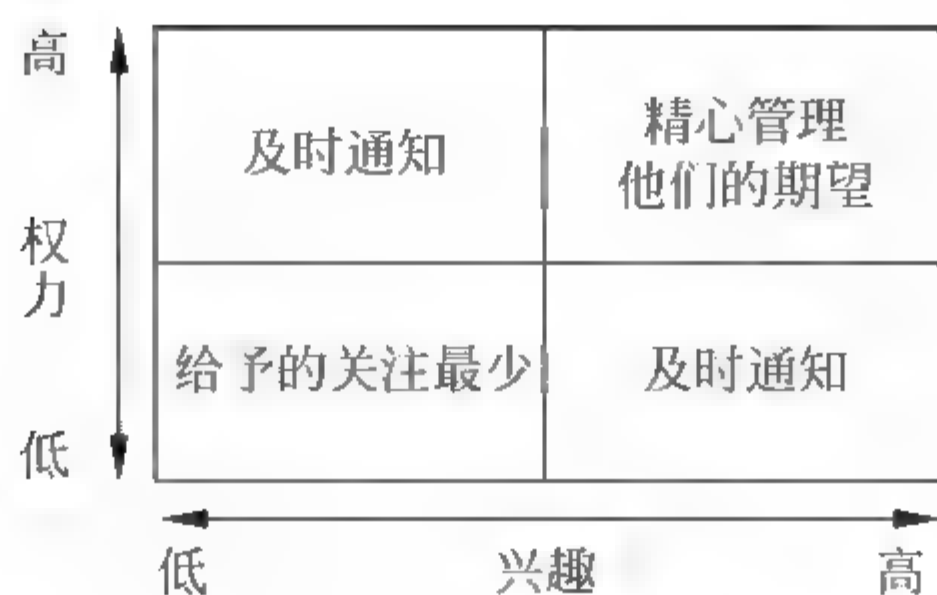 高
及时通知
精心管理
他们的期望
权力
给予的关注最少
及时通知
低
低
兴趣
高